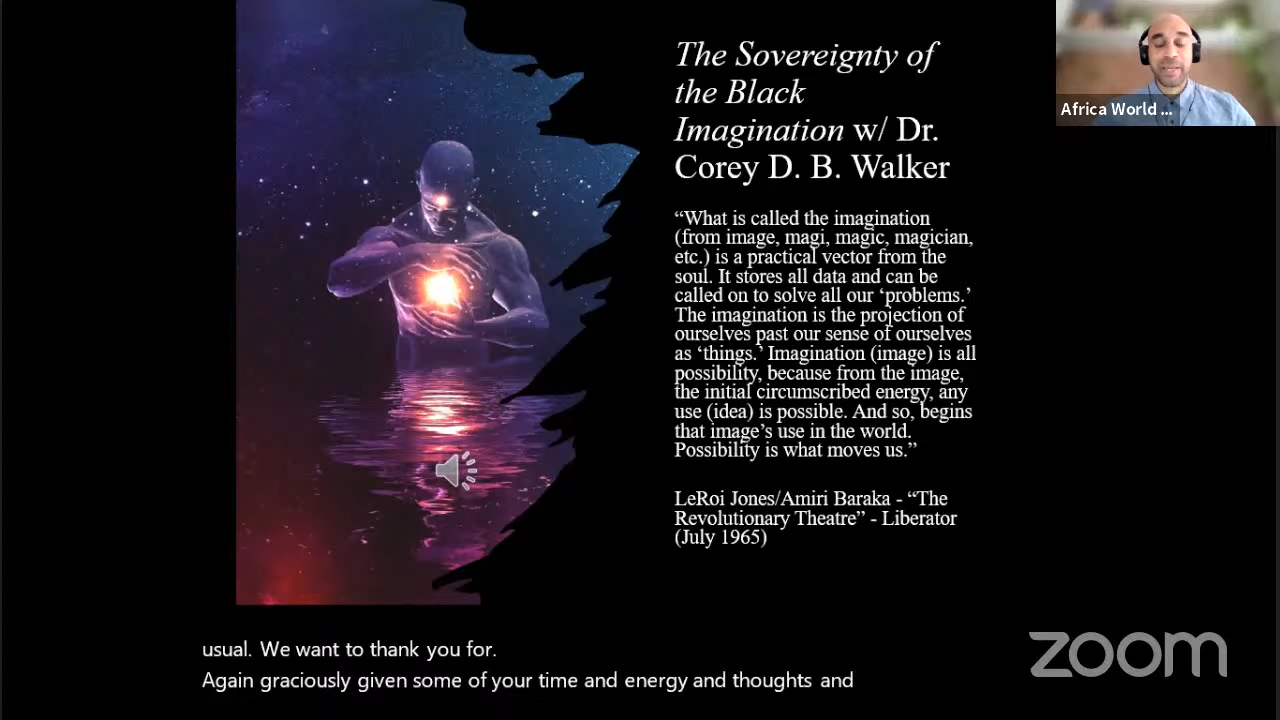 The Sovereignty of
the Black
Imagination w/ Dr.
Corey D. B. Walker
“What is called the imagination
(from image, magi, magic, magician,
etc.) is a practical vector from the
soul. It stores all data and can be
called on to solve all our ‘problems.’
The imagination is the projection of
ourselves past our sense of ourselves
as ‘things.’ Imagination (image) is all
possibility, because from the image,
the initial circumscribed energy, any
use (idea) is possible. And so, begins
that image’s use in the world.
Possibility is what moves us.”
LeRoi Jones/Amiri Baraka - “The
Revolutionary Theatre” - Liberator
(July 1965)
Africa World ...
usual. We want to thank you for.
Again graciously given some of your time and energy and thoughts and
zoom